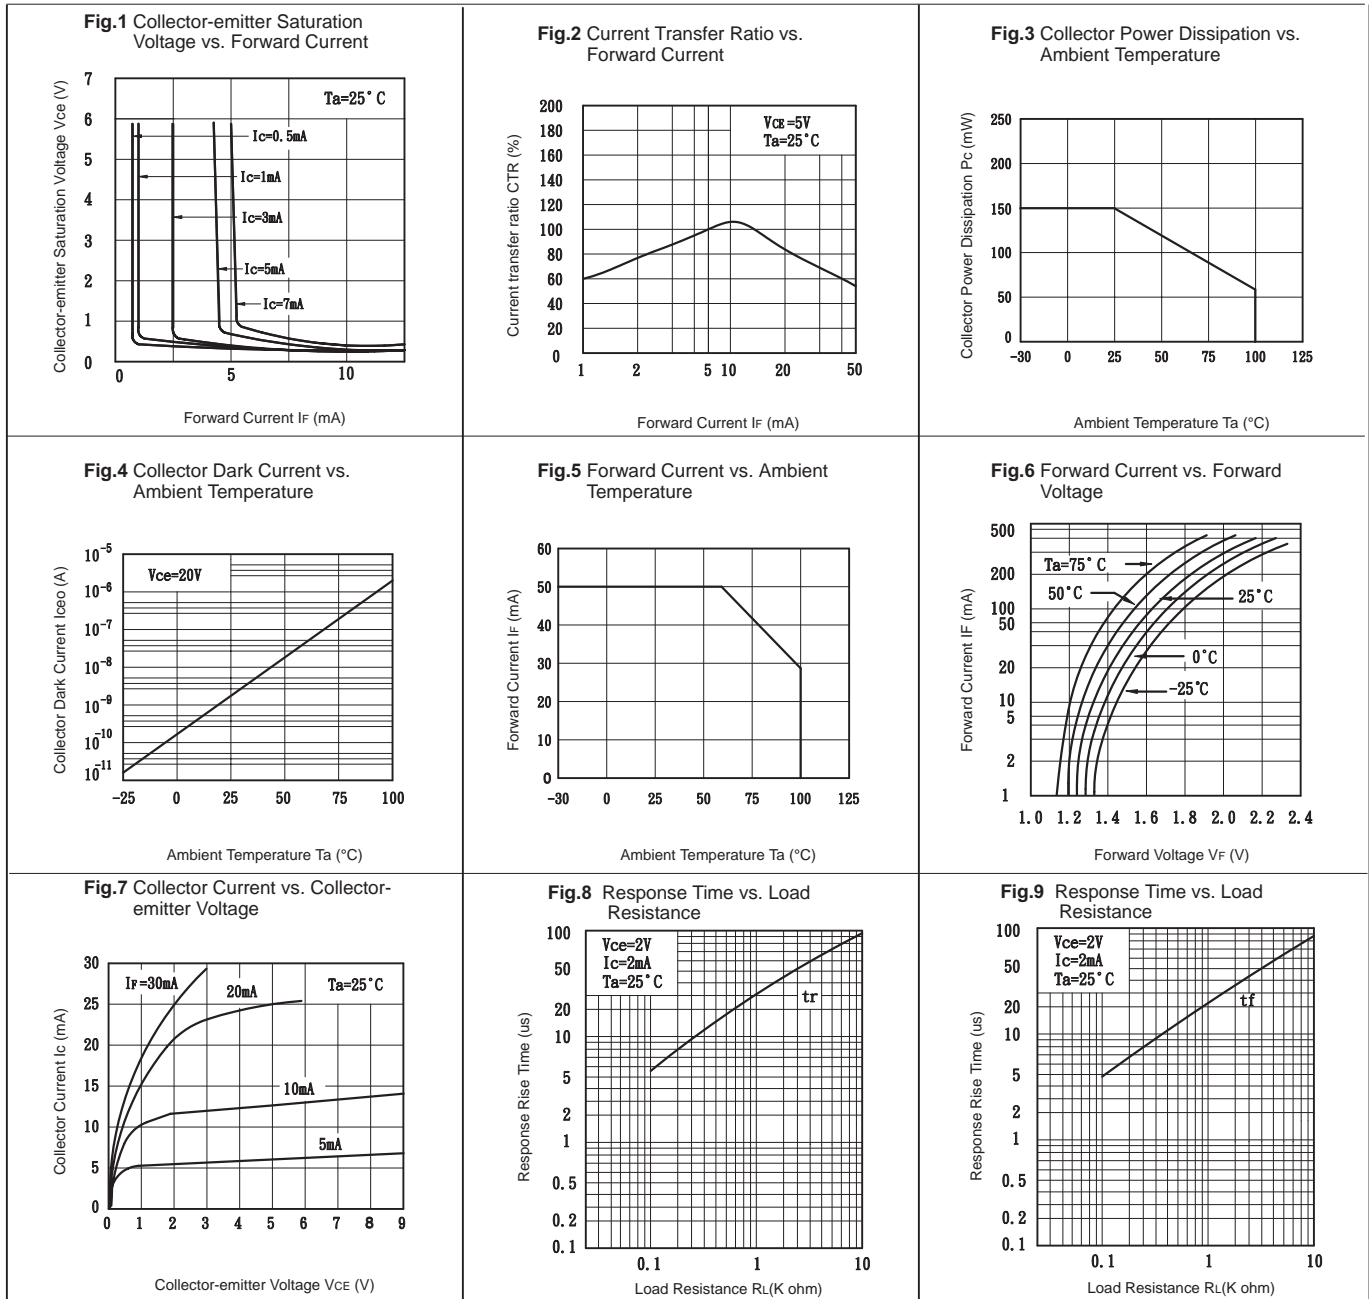 Fig.1 Collector-emitter Saturation
Voltage vs. Forward Current
Collector-emitter Saturation Voltage Vce (V)
7
6
5
4
3
2
1
0
Ta=25°C
Ic=0.5mA
Ic=1mA
Ic=3mA
Ic=5mA
Ic=7mA
0 5 10
Forward Current IF (mA)
Fig.2 Current Transfer Ratio vs.
Forward Current
Current transfer ratio CTR (%)
200
180
160
140
120
100
80
60
40
20
0
VCE=5V
Ta=25°C
1 2 5 10 20 50
Forward Current IF (mA)
Fig.3 Collector Power Dissipation vs.
Ambient Temperature
Collector Power Dissipation Pc (mW)
250
200
150
100
50
0
-30 0 25 50 75 100 125
Ambient Temperature Ta (°C)
Fig.4 Collector Dark Current vs.
Ambient Temperature
Collector Dark Current Iceo (A)
10-5
10-6
10-7
10-8
10-9
10-10
10-11
Vce=20V
-25 0 25 50 75 100
Ambient Temperature Ta (°C)
Fig.5 Forward Current vs. Ambient
Temperature
Forward Current IF (mA)
60
50
40
30
20
10
0
-30 0 25 50 75 100 125
Ambient Temperature Ta (°C)
Fig.6 Forward Current vs. Forward
Voltage
Forward Current IF (mA)
500
200
100
50
20
10
5
2
1
Ta=75°C
50°C
25°C
0°C
-25°C
1.0 1.2 1.4 1.6 1.8 2.0 2.2 2.4
Forward Voltage VF (V)
Fig.7 Collector Current vs. Collector-
emitter Voltage
Collector Current Ic (mA)
30
25
20
15
10
5
0
IF=30mA
20mA
Ta=25°C
10mA
5mA
0 1 2 3 4 5 6 7 8 9
Collector-emitter Voltage VCE (V)
Fig.8 Response Time vs. Load
Resistance
Response Rise Time (us)
100
50
20
10
5
2
1
0.5
0.2
0.1
Vce=2V
Ic=2mA
Ta=25°C
tr
0.1 1 10
Load Resistance RL(K ohm)
Fig.9 Response Time vs. Load
Resistance
Response Rise Time (us)
100
50
20
10
5
2
1
0.5
0.2
0.1
Vce=2V
Ic=2mA
Ta=25°C
tf
0.1 1 10
Load Resistance RL(K ohm)